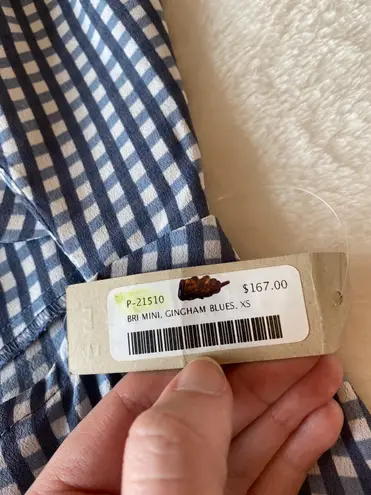 P-21510 $167.00
BRI MINI, GINGHAM BLUES, XS